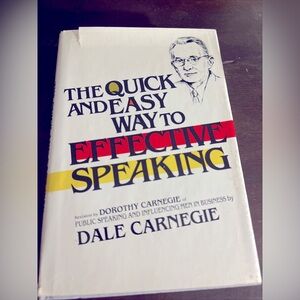 THE QUICK
AND EASY
WAY TO
EFFECTIVE
SPEAKING
Revision by DOROTHY CARNEGIE of
PUBLIC SPEAKING AND INFLUENCING MEN IN BUSINESS by
DALE CARNEGIE